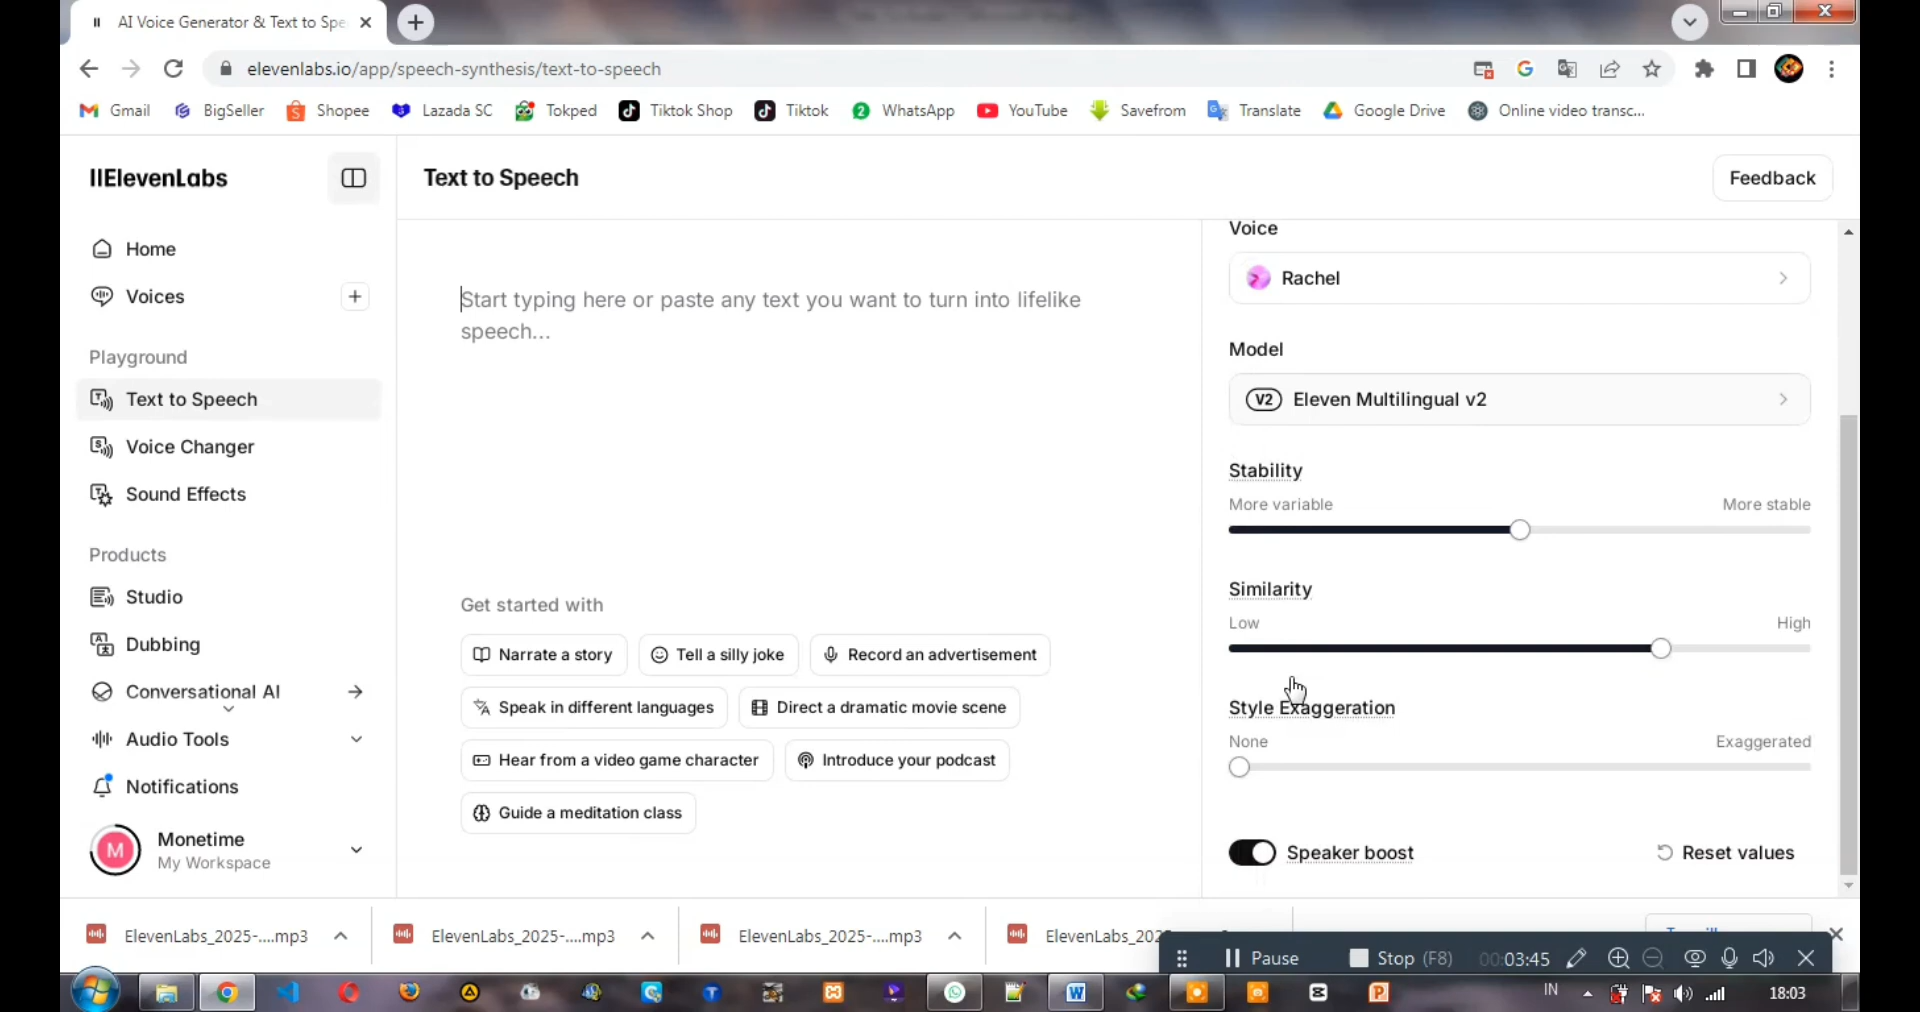 AI Voice Generator & Text to Spe
elevenlabs.io/app/speech-synthesis/text-to-speech
Gmail BigSeller Shopee Lazada SC Tokped Tiktok Shop Tiktok WhatsApp YouTube Savefrom Translate Google Drive Online video transc...
IIElevenLabs
Text to Speech
Feedback
Home
Voices
Playground
Text to Speech
Voice Changer
Sound Effects
Products
Studio
Dubbing
Conversational AI
Audio Tools
Notifications
M
Monetime
My Workspace
Start typing here or paste any text you want to turn into lifelike
speech...
Get started with
Narrate a story Tell a silly joke Record an advertisement
Speak in different languages Direct a dramatic movie scene
Hear from a video game character Introduce your podcast
Guide a meditation class
Voice
Rachel
Model
V2 Eleven Multilingual v2
Stability
More variable More stable
Similarity
Low High
Style Exaggeration
None Exaggerated
Speaker boost Reset values
ElevenLabs_2025-....mp3 ElevenLabs_2025-....mp3 ElevenLabs_2025-....mp3 ElevenLabs_202
Pause Stop (F8) 00:03:45
IN 18:03